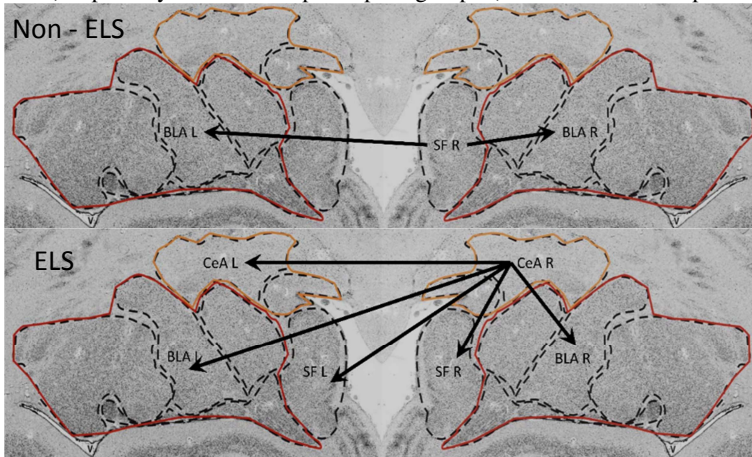 Non - ELS
BLA L
SF R
BLA R
ELS
CeA L
CeA R
BLA L
SF L
SF R
BLA R